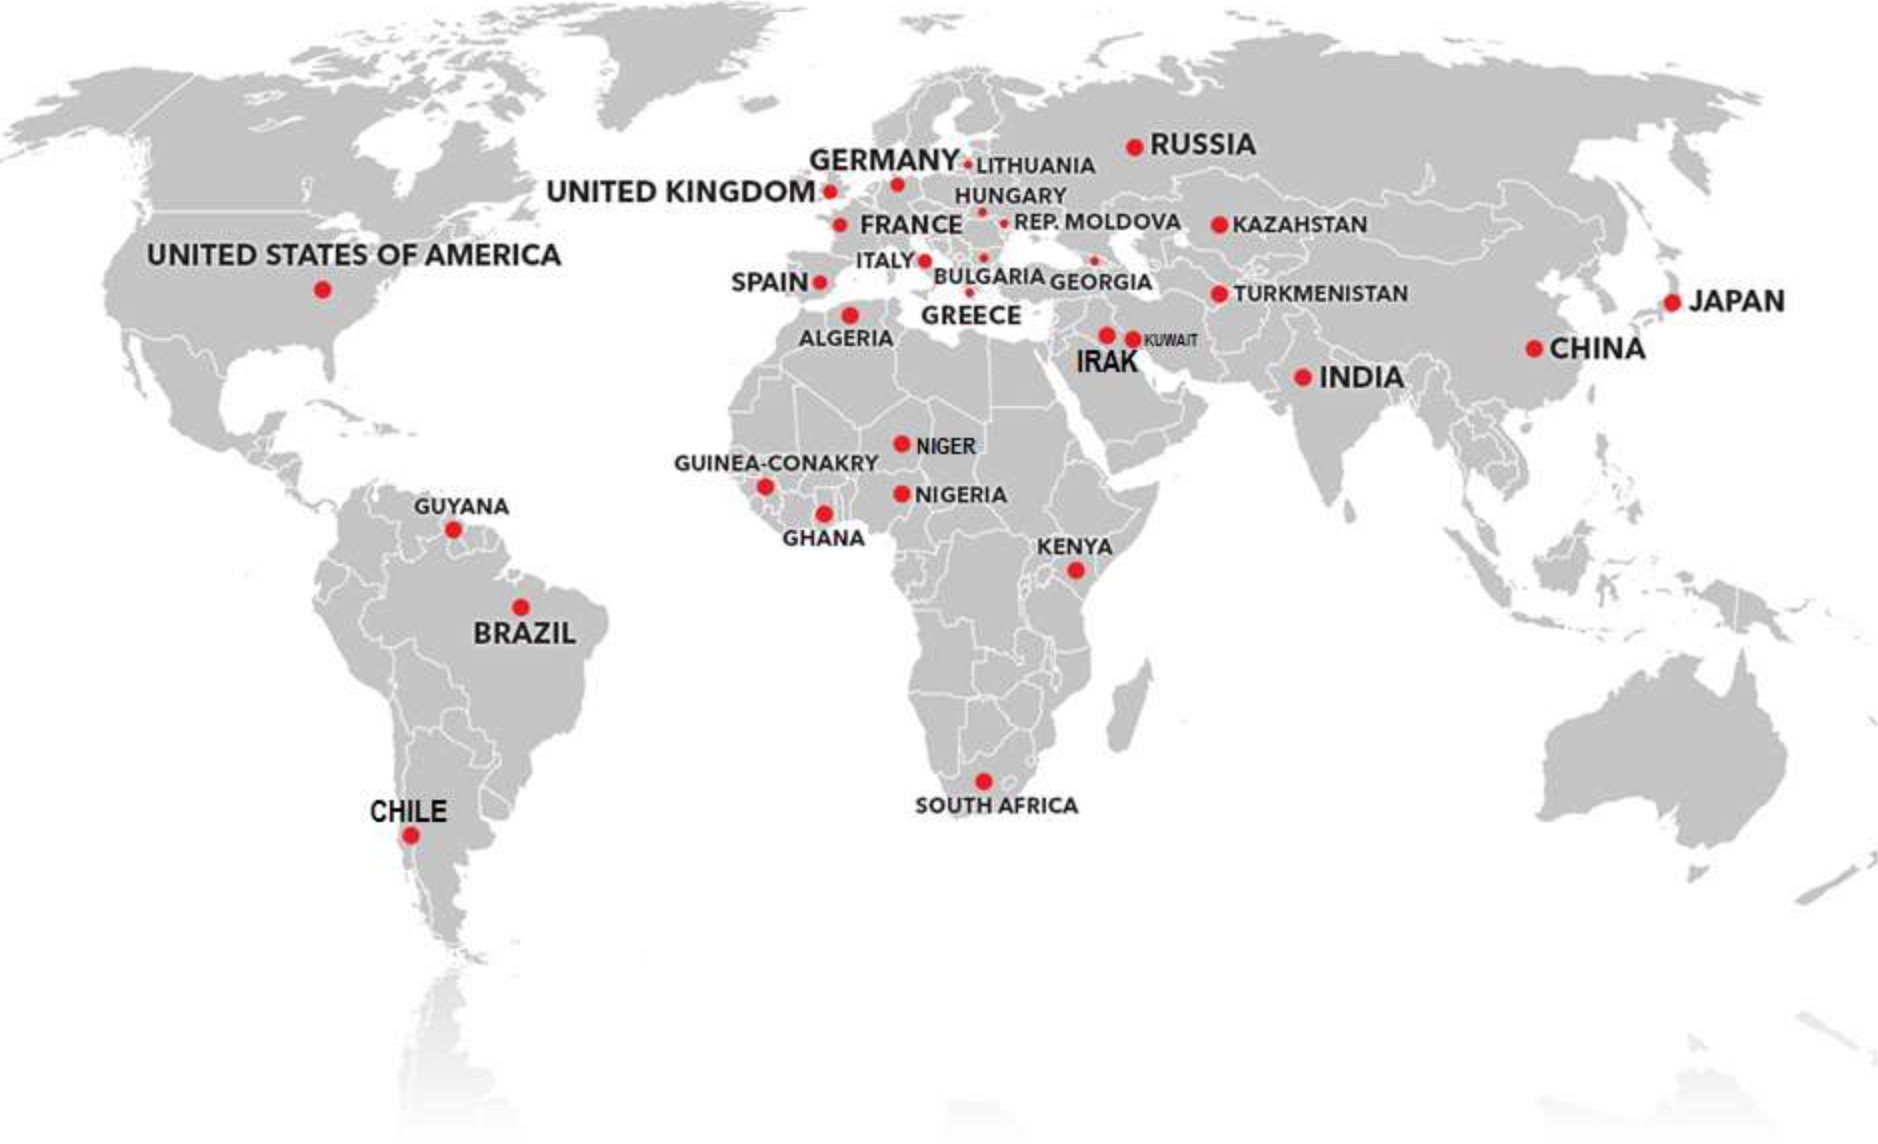 RUSSIA
GERMANY
LITHUANIA
UNITED KINGDOM
HUNGARY
FRANCE
REP. MOLDOVA
KAZAHSTAN
UNITED STATES OF AMERICA
ITALY
BULGARIA
GEORGIA
SPAIN
TURKMENISTAN
JAPAN
GREECE
ALGERIA
KUWAIT
IRAK
CHINA
INDIA
NIGER
GUINEA-CONAKRY
NIGERIA
GUYANA
GHANA
KENYA
BRAZIL
SOUTH AFRICA
CHILE